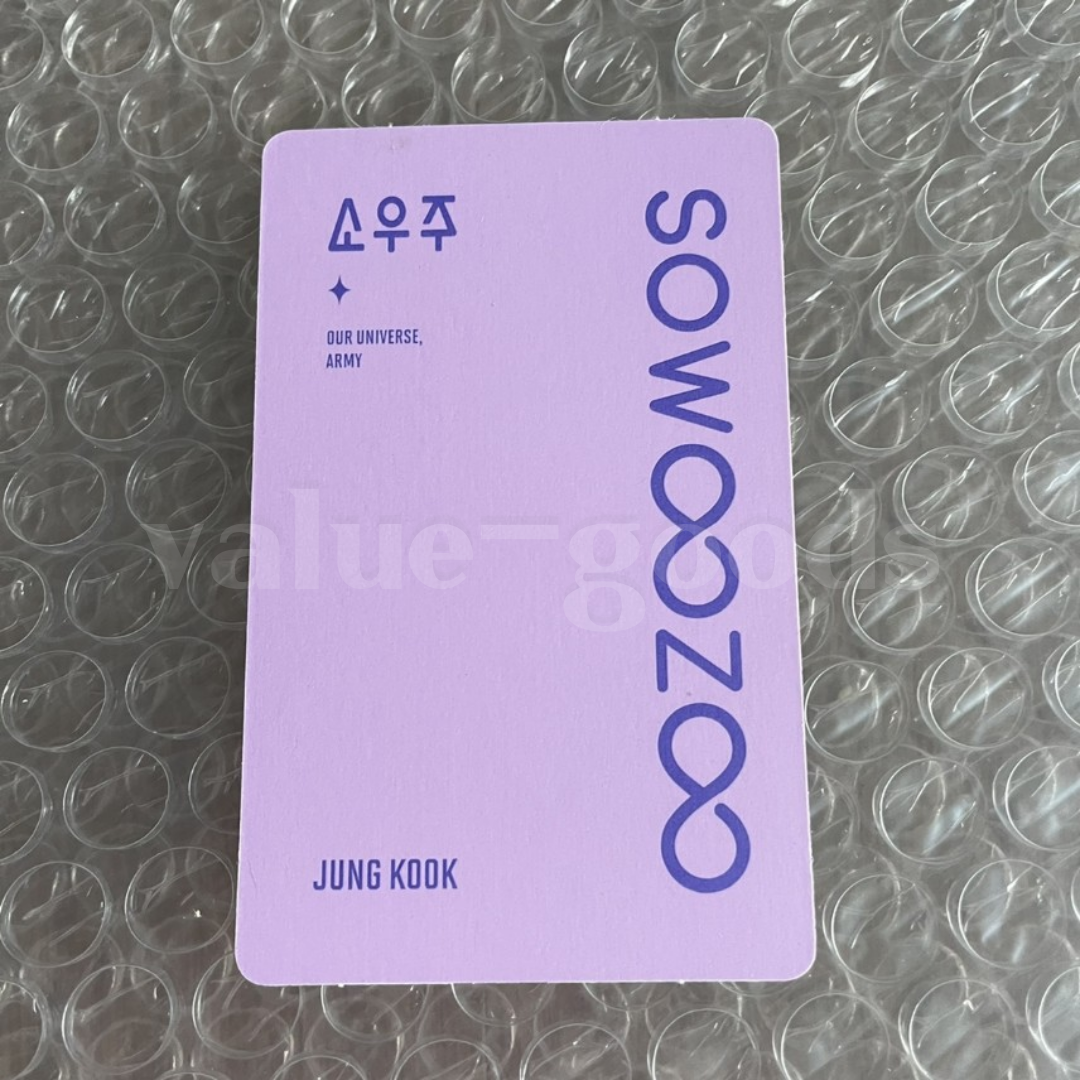 소우주
OUR UNIVERSE,
ARMY
SOWOOZOO
value-goods
JUNG KOOK